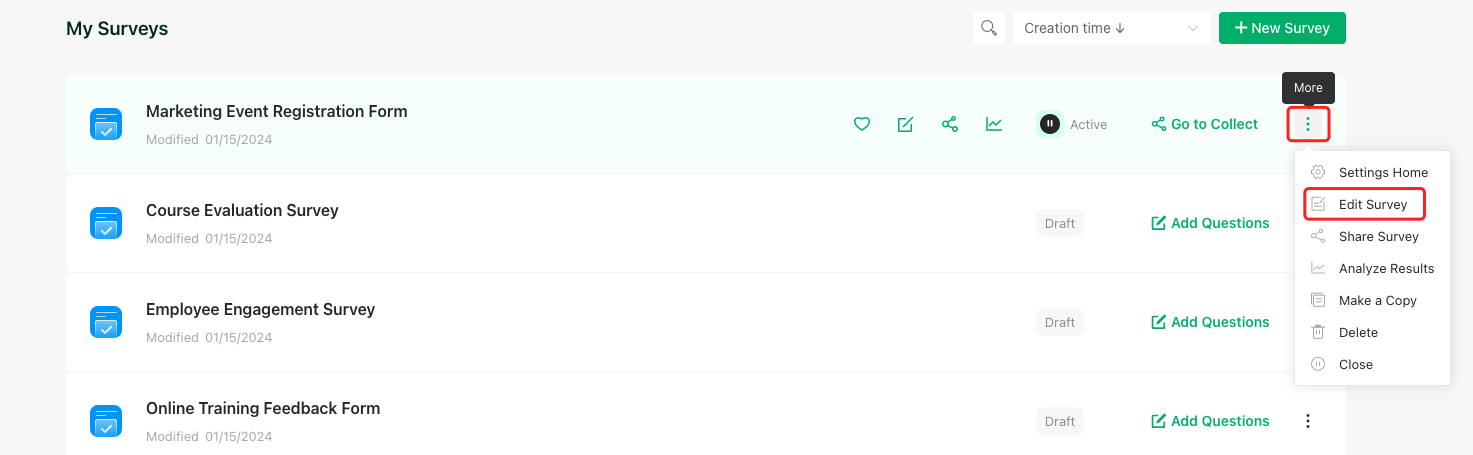 My Surveys
Creation time ↓
+ New Survey
More
Marketing Event Registration Form
Modified 01/15/2024
Active
Go to Collect
Settings Home
Edit Survey
Share Survey
Analyze Results
Make a Copy
Delete
Close
Course Evaluation Survey
Modified 01/15/2024
Draft
Add Questions
Employee Engagement Survey
Modified 01/15/2024
Draft
Add Questions
Online Training Feedback Form
Modified 01/15/2024
Draft
Add Questions